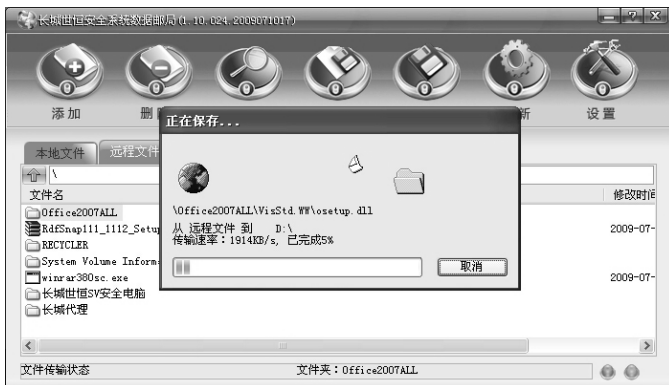 长城世恒安全系统数据邮局(1.10.024.2009071017)
添加
删
新
设置
正在保存...
本地文件
远程文件
\
\Office2007ALL\VisStd.WW\osetup.dll
从 远程文件 到 D:\
传输速率：1914KB/s, 已完成5%
取消
文件名
修改时
Office2007ALL
RdfSnap111_1112_Setu
2009-07-
RECYCLER
System Volume Inform
winrar380sc.exe
2009-07-
长城世恒SV安全电脑
长城代理
文件传输状态
文件夹：Office2007ALL